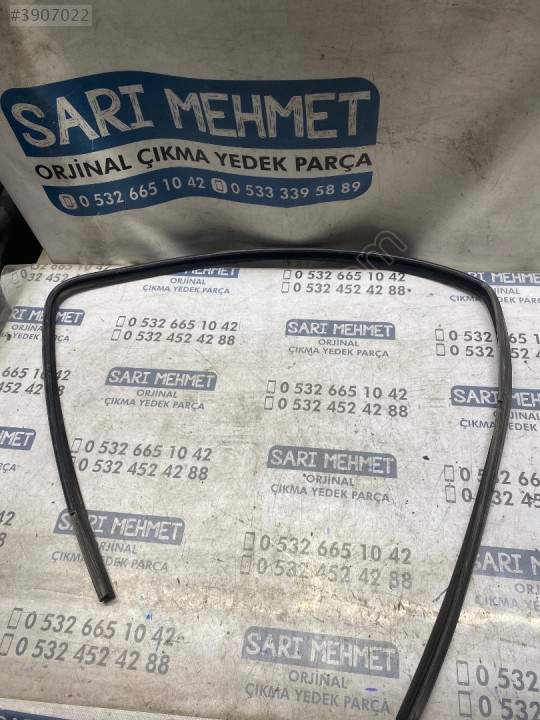 #3907022
SARI MEHMET
ORJİNAL ÇIKMA YEDEK PARÇA
0 532 665 10 42 0 533 339 58 89
ORJİNAL
ÇIKMA YEDEK PARÇA
0 532 665 10 42
0 532 452 42 88
0 532 665 10 42
0 532 452 42 88
SARI MEHMET
ORJİNAL
ÇIKMA YEDEK PARÇA
SARI MEHMET
ORJİNAL
ÇIKMA YEDEK PARÇA
0 532 665 10 42
0 532 452 42 88
SARI MEHMET
0 532 665 10 42
0 532 452 42 88
SARI MEHMET
ORJİNAL
ÇIKMA YEDEK PARÇA
SARI MEHMET
ORJİNAL
ÇIKMA YEDEK PARÇA
0 532 665 10 42
0 532 452 42 88
0 532 665 10 42
0 532 452 42 88
SARI MEHMET
ORJİNAL
ÇIKMA YEDEK PARÇA